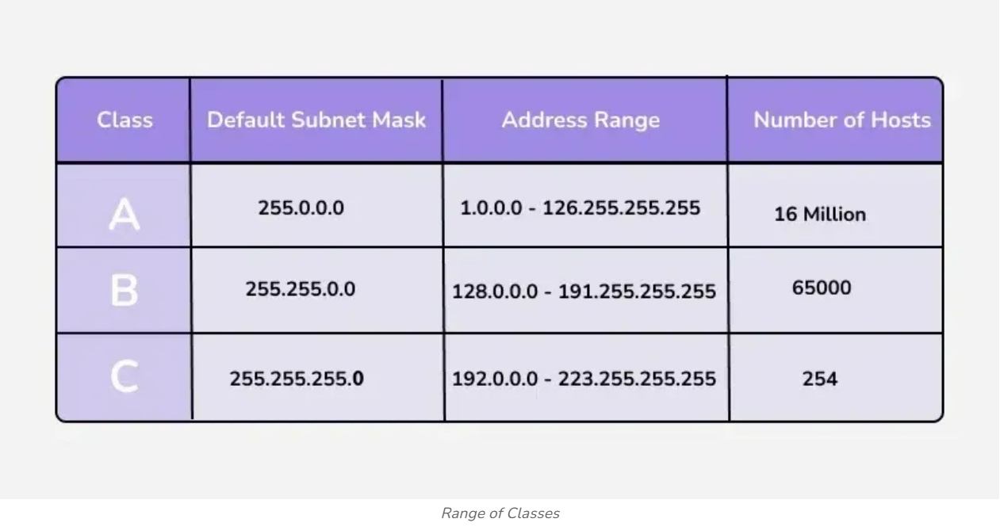 Class Default Subnet Mask Address Range Number of Hosts
A 255.0.0.0 1.0.0.0 - 126.255.255.255 16 Million
B 255.255.0.0 128.0.0.0 - 191.255.255.255 65000
C 255.255.255.0 192.0.0.0 - 223.255.255.255 254
Range of Classes